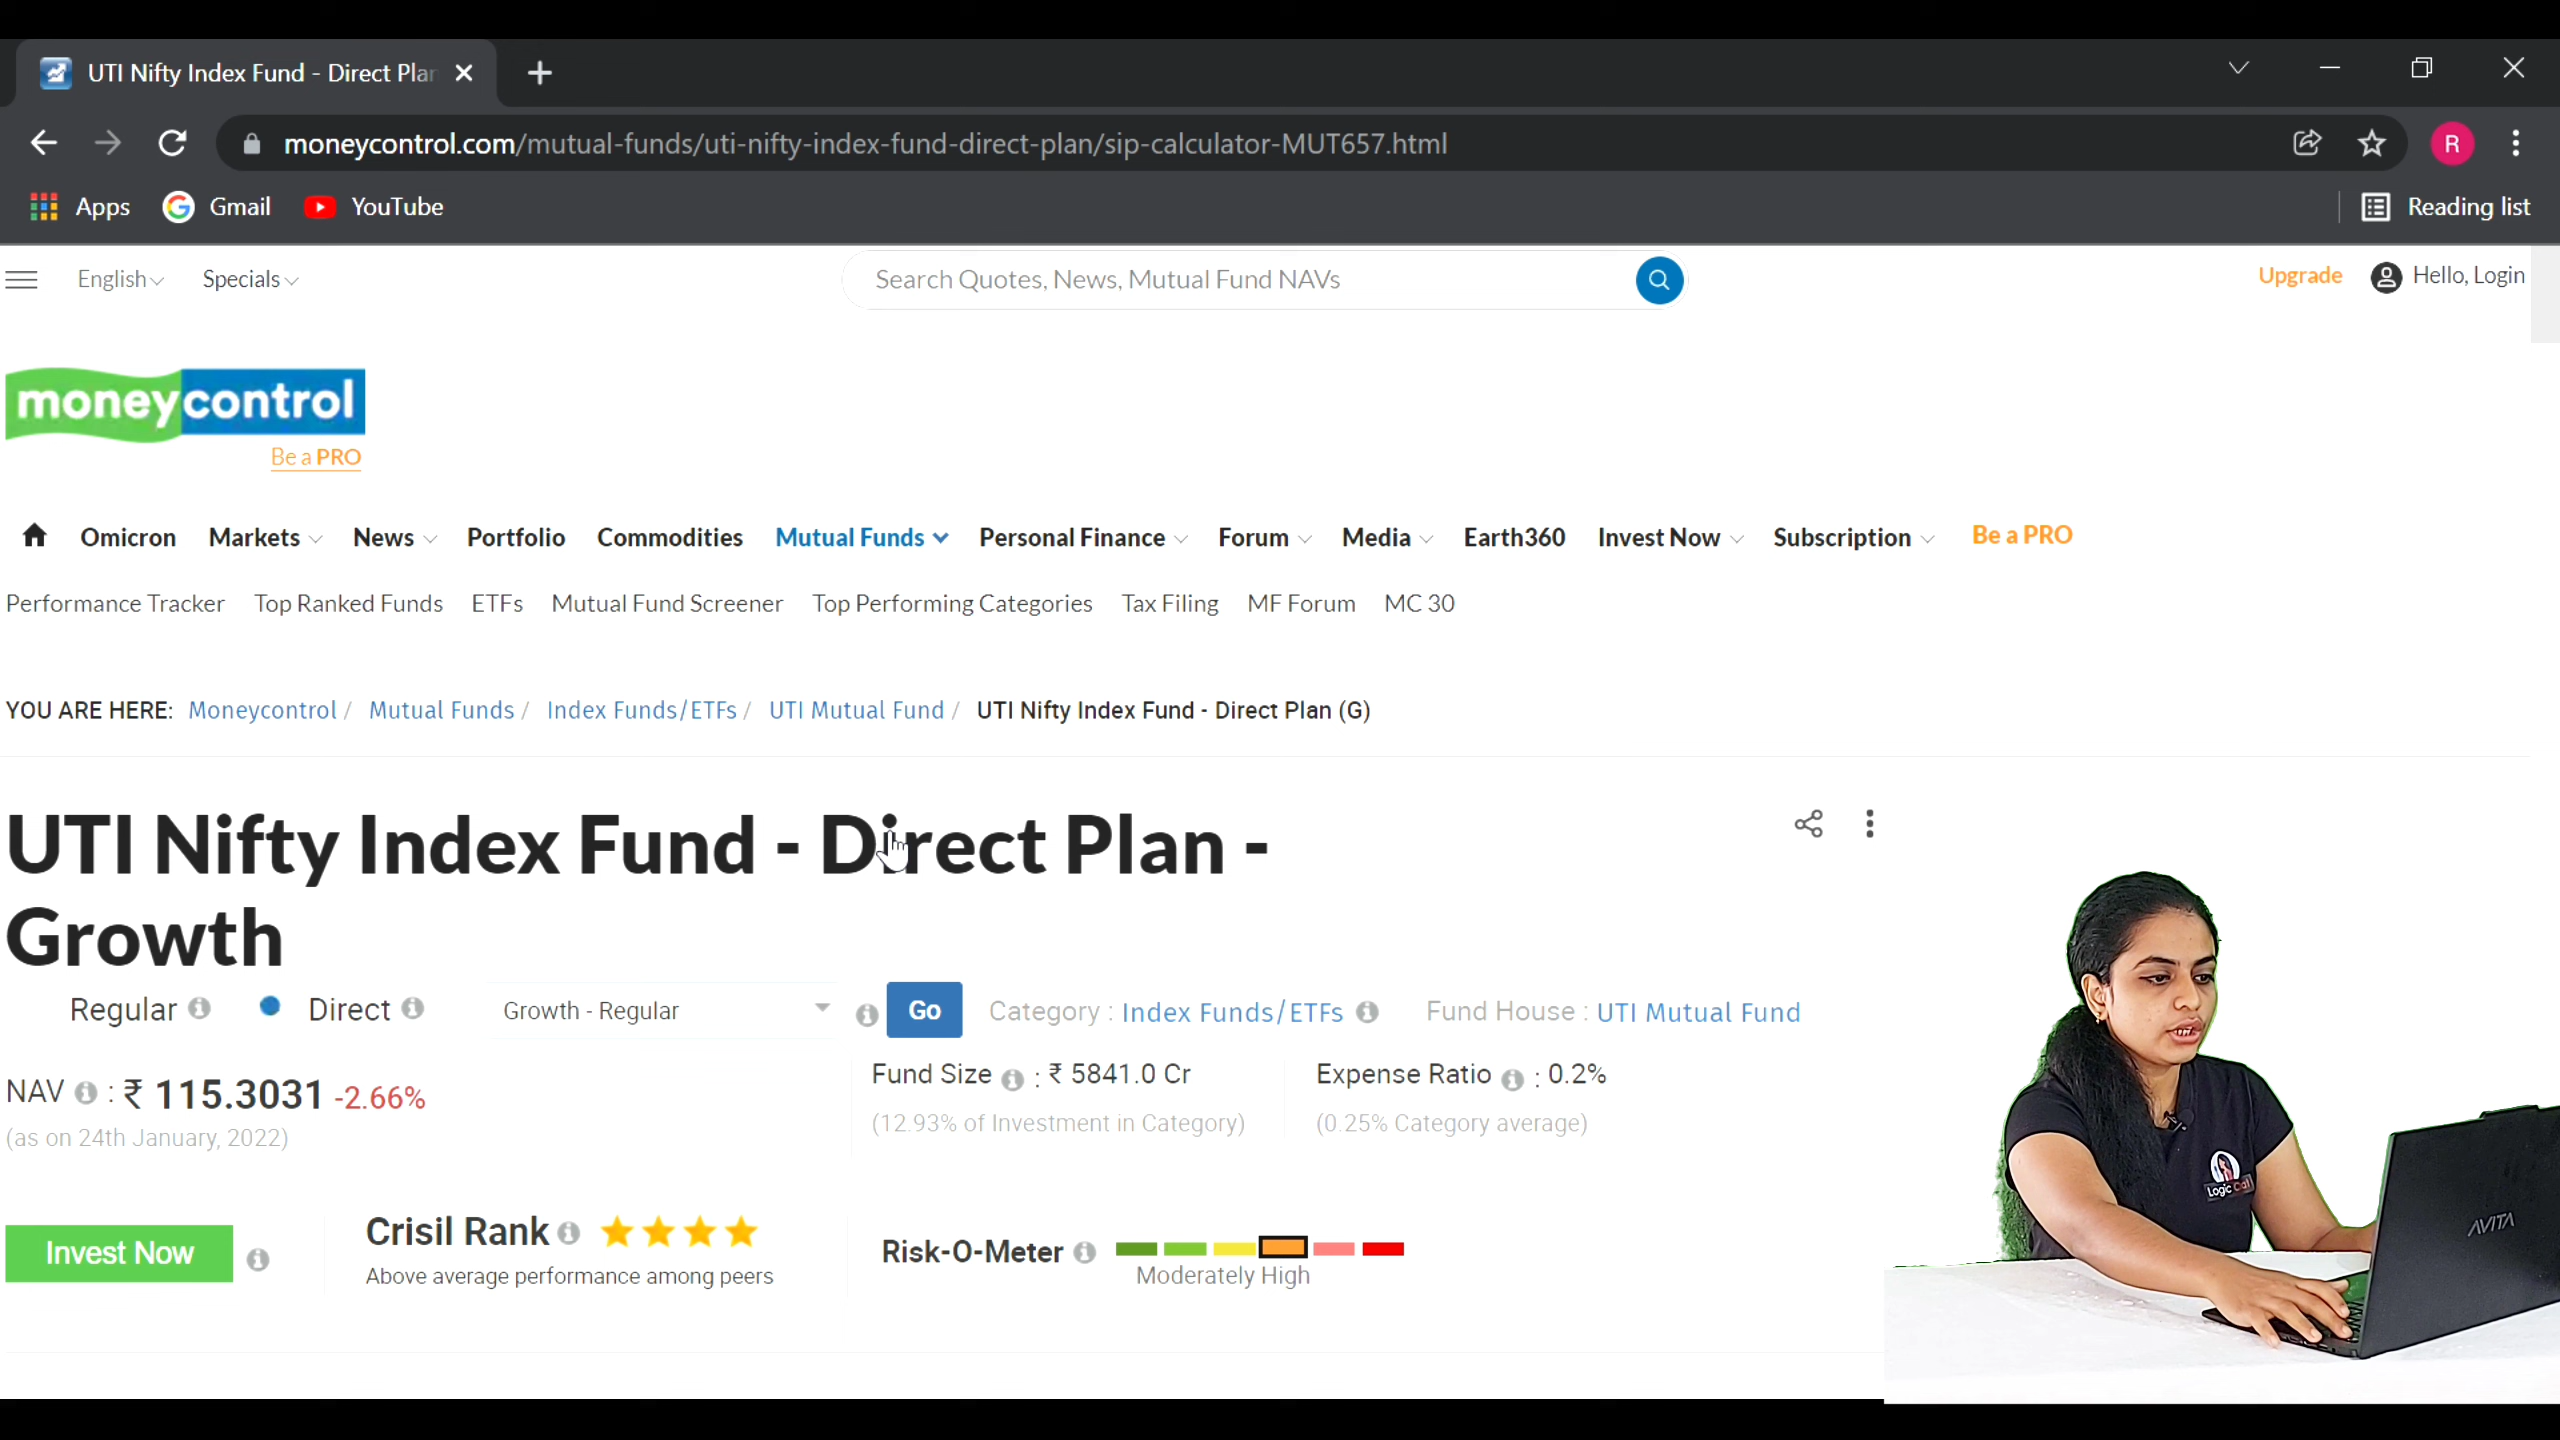 UTI Nifty Index Fund - Direct Plan
moneycontrol.com/mutual-funds/uti-nifty-index-fund-direct-plan/sip-calculator-MUT657.html
R
Apps Gmail YouTube Reading list
English Specials Search Quotes, News, Mutual Fund NAVs Upgrade Hello, Login
moneycontrol
Be a PRO
Omicron Markets News Portfolio Commodities Mutual Funds Personal Finance Forum Media Earth360 Invest Now Subscription Be a PRO
Performance Tracker Top Ranked Funds ETFs Mutual Fund Screener Top Performing Categories Tax Filing MF Forum MC 30
YOU ARE HERE: Moneycontrol / Mutual Funds / Index Funds/ETFs / UTI Mutual Fund / UTI Nifty Index Fund - Direct Plan (G)
UTI Nifty Index Fund - Direct Plan -
Growth
Regular Direct Growth - Regular Go Category : Index Funds/ETFs Fund House : UTI Mutual Fund
NAV : ₹ 115.3031 -2.66%
(as on 24th January, 2022)
Fund Size : ₹ 5841.0 Cr
(12.93% of Investment in Category)
Expense Ratio : 0.2%
(0.25% Category average)
Invest Now
Crisil Rank
Above average performance among peers
Risk-O-Meter
Moderately High
Logic Cat
AVITA